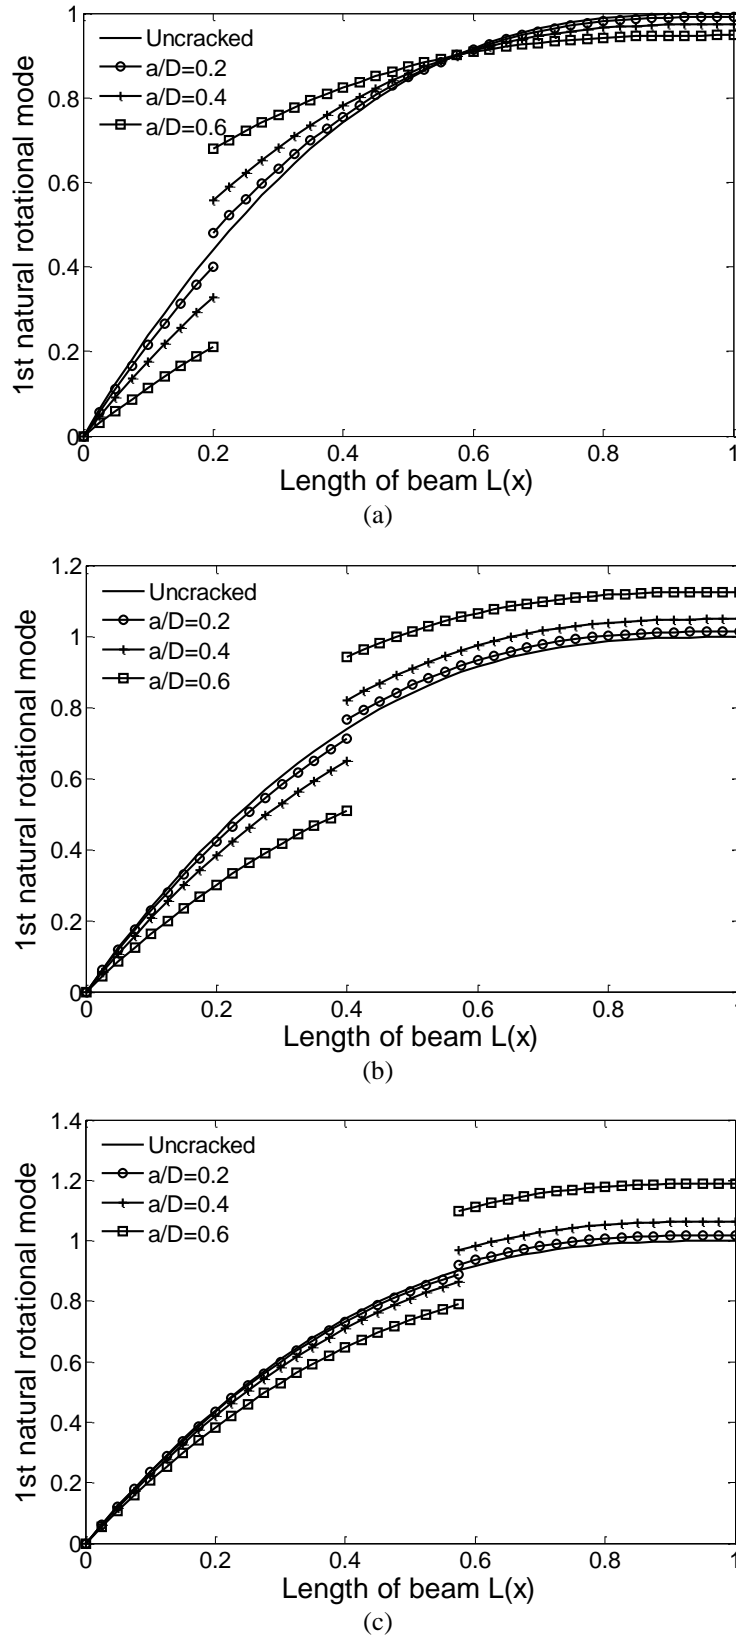 1
0.8
0.6
0.4
0.2
0
1st natural rotational mode
Uncracked
a/D=0.2
a/D=0.4
a/D=0.6
0 0.2 0.4 0.6 0.8 1
Length of beam L(x)
(a)
1.2
1
0.8
0.6
0.4
0.2
0
1st natural rotational mode
Uncracked
a/D=0.2
a/D=0.4
a/D=0.6
0 0.2 0.4 0.6 0.8
Length of beam L(x)
(b)
1.4
1.2
1
0.8
0.6
0.4
0.2
0
1st natural rotational mode
Uncracked
a/D=0.2
a/D=0.4
a/D=0.6
0 0.2 0.4 0.6 0.8 1
Length of beam L(x)
(c)